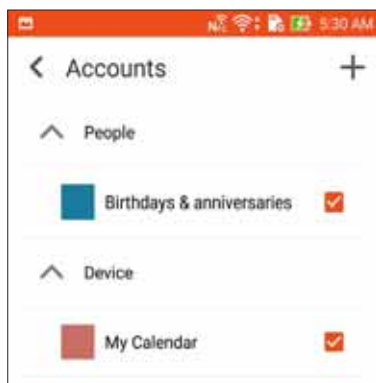 5:30 AM
Accounts
People
Birthdays & anniversaries
Device
My Calendar